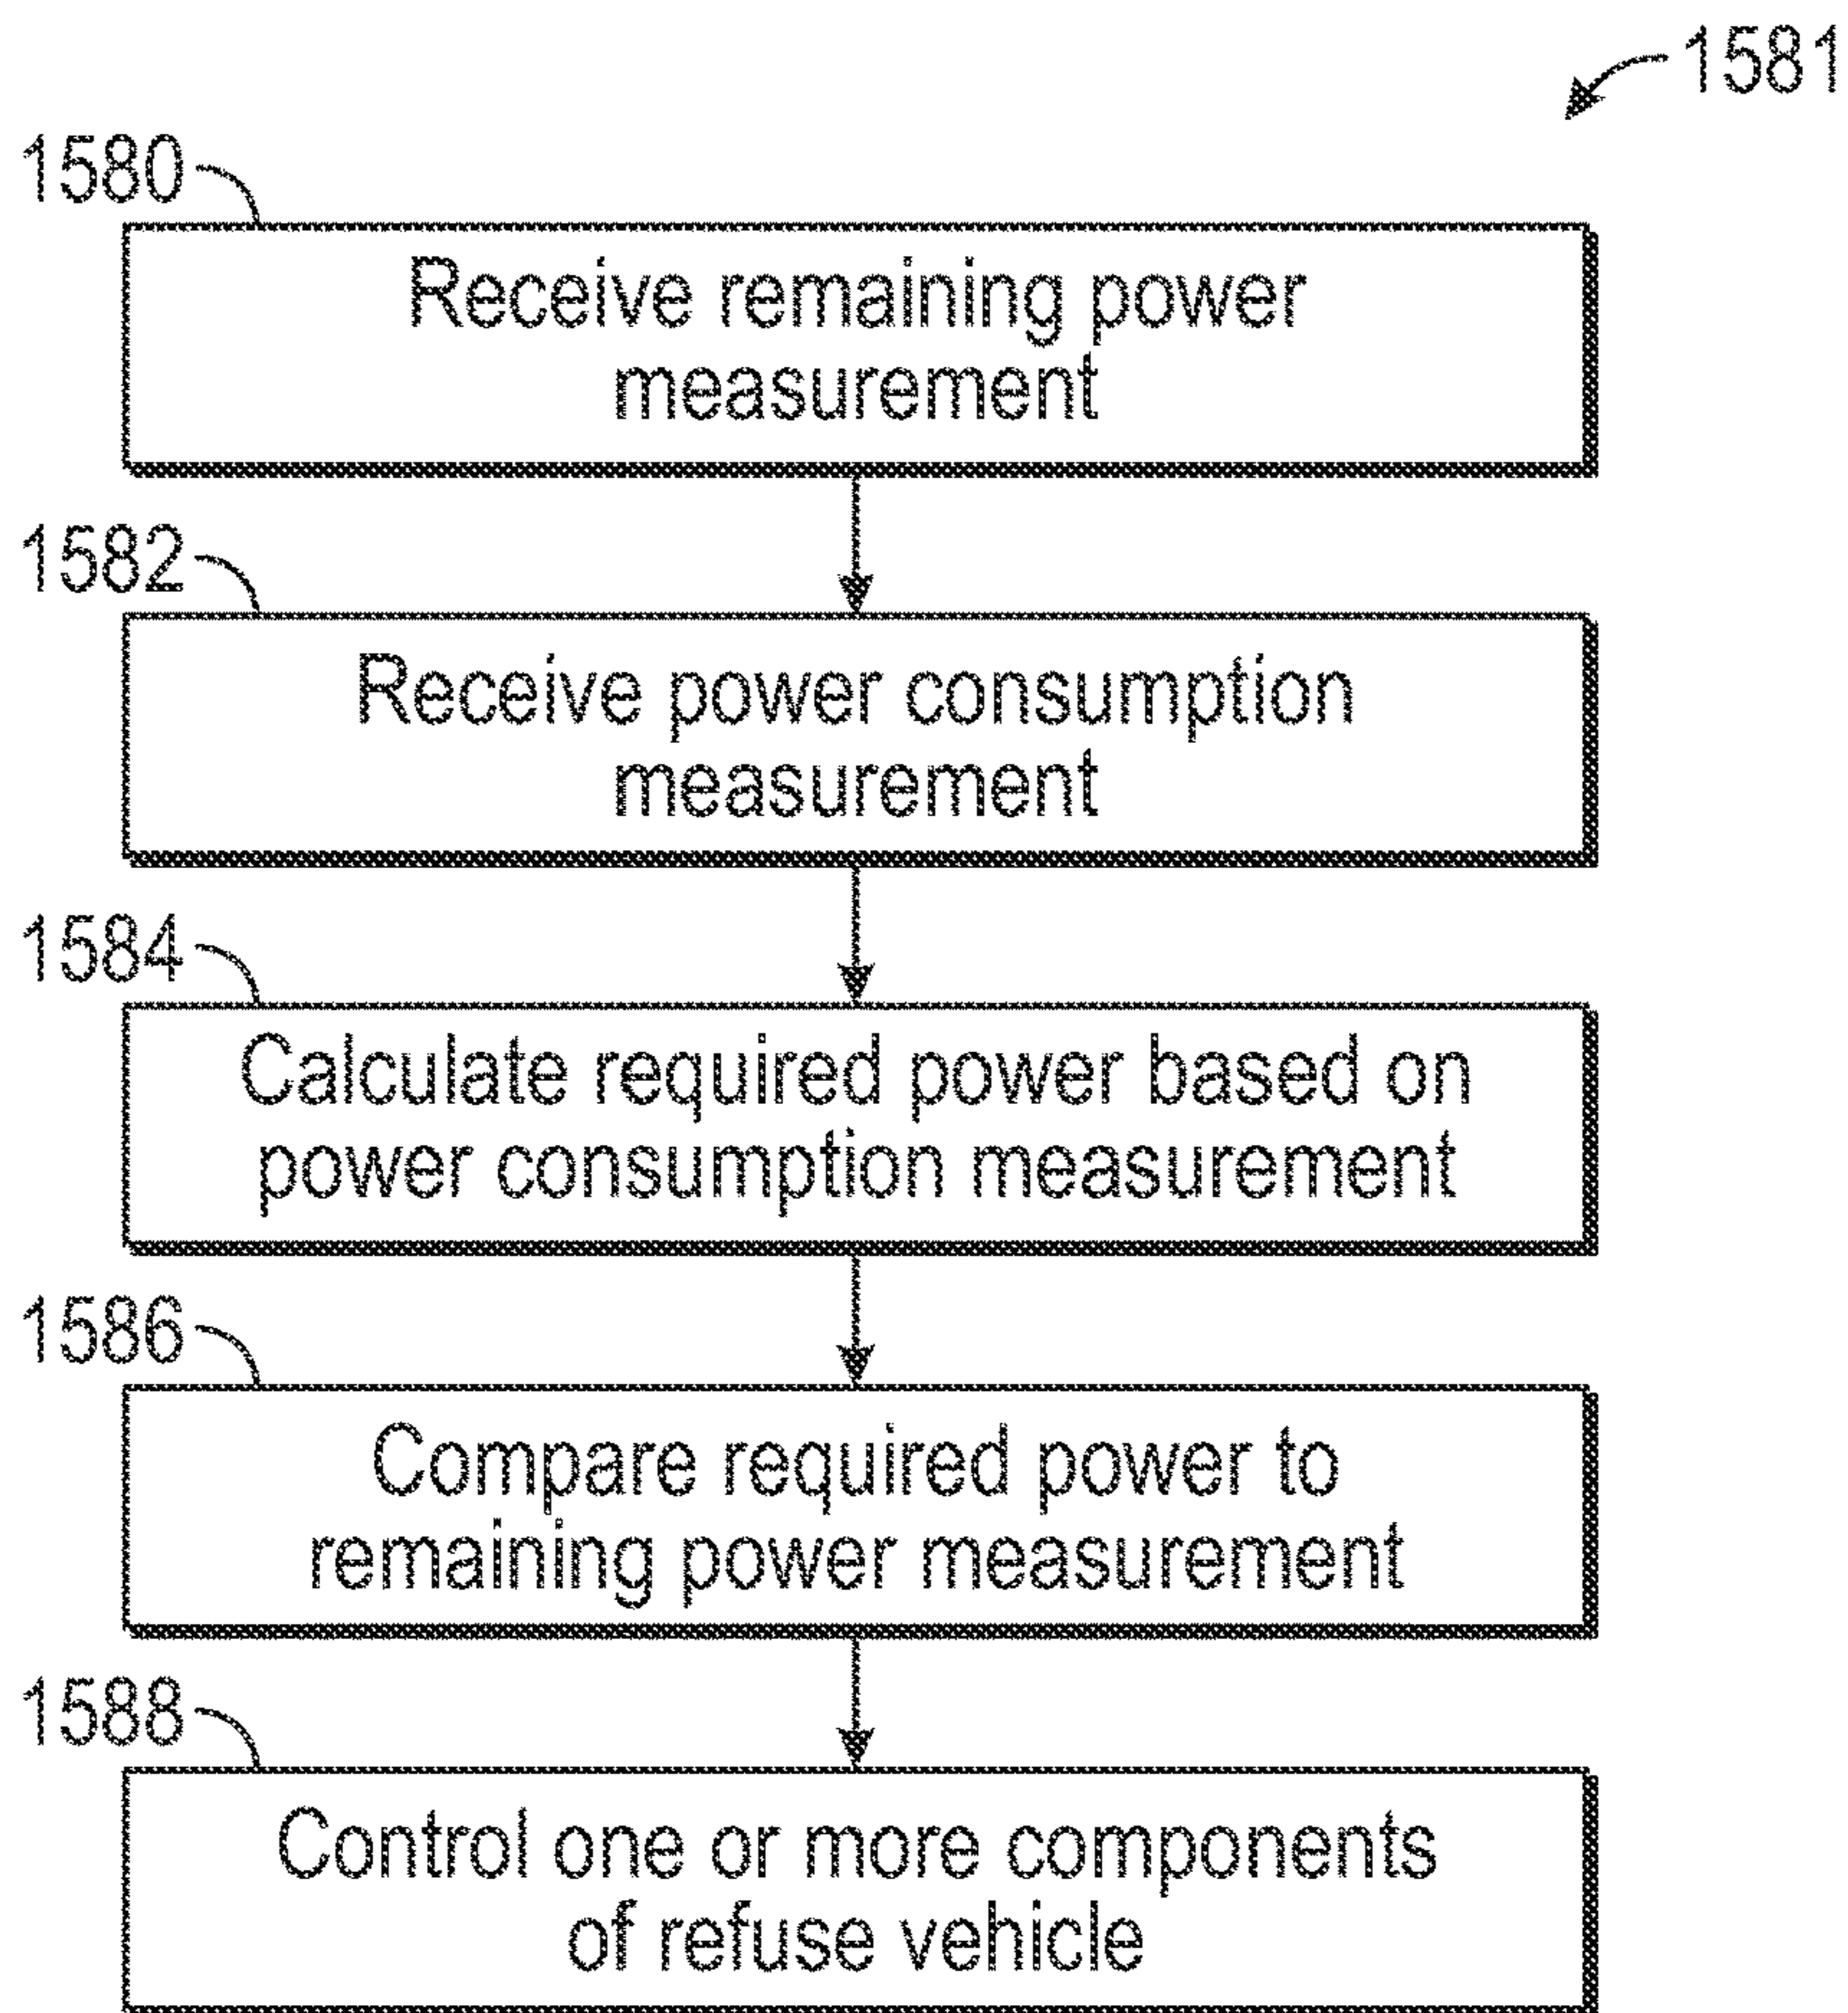 1581
1580
Receive remaining power
measurement
1582
Receive power consumption
measurement
1584
Calculate required power based on
power consumption measurement
1586
Compare required power to
remaining power measurement
1588
Control one or more components
of refuse vehicle